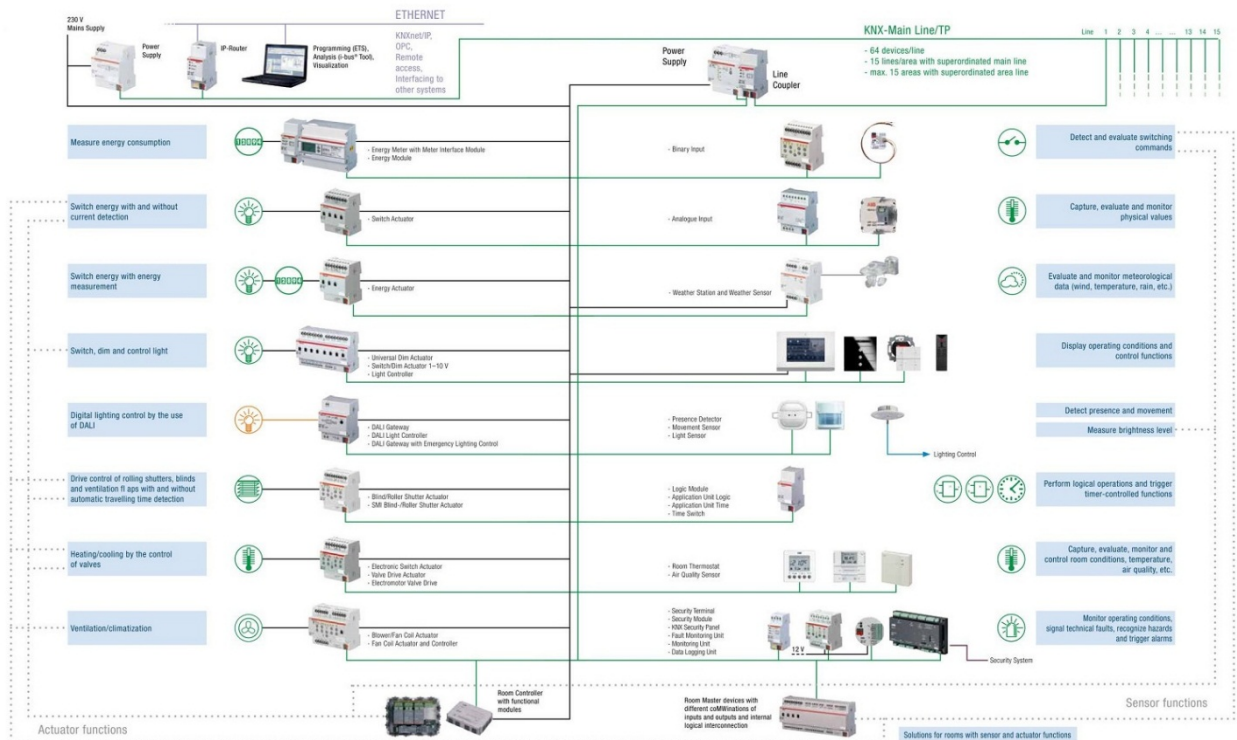 230 V
Mains Supply
Power
Supply
IP-Router
Programming (ETS),
Analysis (i-bus® Tool),
Visualization
ETHERNET
KNXnet/IP,
OPC,
Remote
access,
Interfacing to
other systems
Power
Supply
Line
Coupler
KNX-Main Line/TP
- 64 devices/line
- 15 lines/area with superordinated main line
- max. 15 areas with superordinated area line
Line 1 2 3 4 ... ... 13 14 15
Measure energy consumption
- Energy Meter with Meter Interface Module
- Energy Module
- Binary Input
Detect and evaluate switching
commands
Switch energy with and without
current detection
- Switch Actuator
- Analogue Input
Capture, evaluate and monitor
physical values
Switch energy with energy
measurement
- Energy Actuator
- Weather Station and Weather Sensor
Evaluate and monitor meteorological
data (wind, temperature, rain, etc.)
Switch, dim and control light
- Universal Dim Actuator
- Switch/Dim Actuator 1–10 V
- Light Controller
Display operating conditions and
control functions
Digital lighting control by the use
of DALI
- DALI Gateway
- DALI Light Controller
- DALI Gateway with Emergency Lighting Control
- Presence Detector
- Movement Sensor
- Light Sensor
Lighting Control
Detect presence and movement
Measure brightness level
Drive control of rolling shutters, blinds
and ventilation fl aps with and without
automatic travelling time detection
- Blind/Roller Shutter Actuator
- SMI Blind-/Roller Shutter Actuator
- Logic Module
- Application Unit Logic
- Application Unit Time
- Time Switch
Perform logical operations and trigger
timer-controlled functions
Heating/cooling by the control
of valves
- Electronic Switch Actuator
- Valve Drive Actuator
- Electromotor Valve Drive
- Room Thermostat
- Air Quality Sensor
Capture, evaluate, monitor and
control room conditions, temperature,
air quality, etc.
Ventilation/climatization
- Blower/Fan Coil Actuator
- Fan Coil Actuator and Controller
- Security Terminal
- Security Module
- KNX Security Panel
- Fault Monitoring Unit
- Monitoring Unit
- Data Logging Unit
12 V
Security System
Monitor operating conditions,
signal technical faults, recognize hazards
and trigger alarms
Actuator functions
Room Controller
with functional
modules
Room Master devices with
different coMWinations of
inputs and outputs and internal
logical interconnection
Sensor functions
Solutions for rooms with sensor and actuator functions